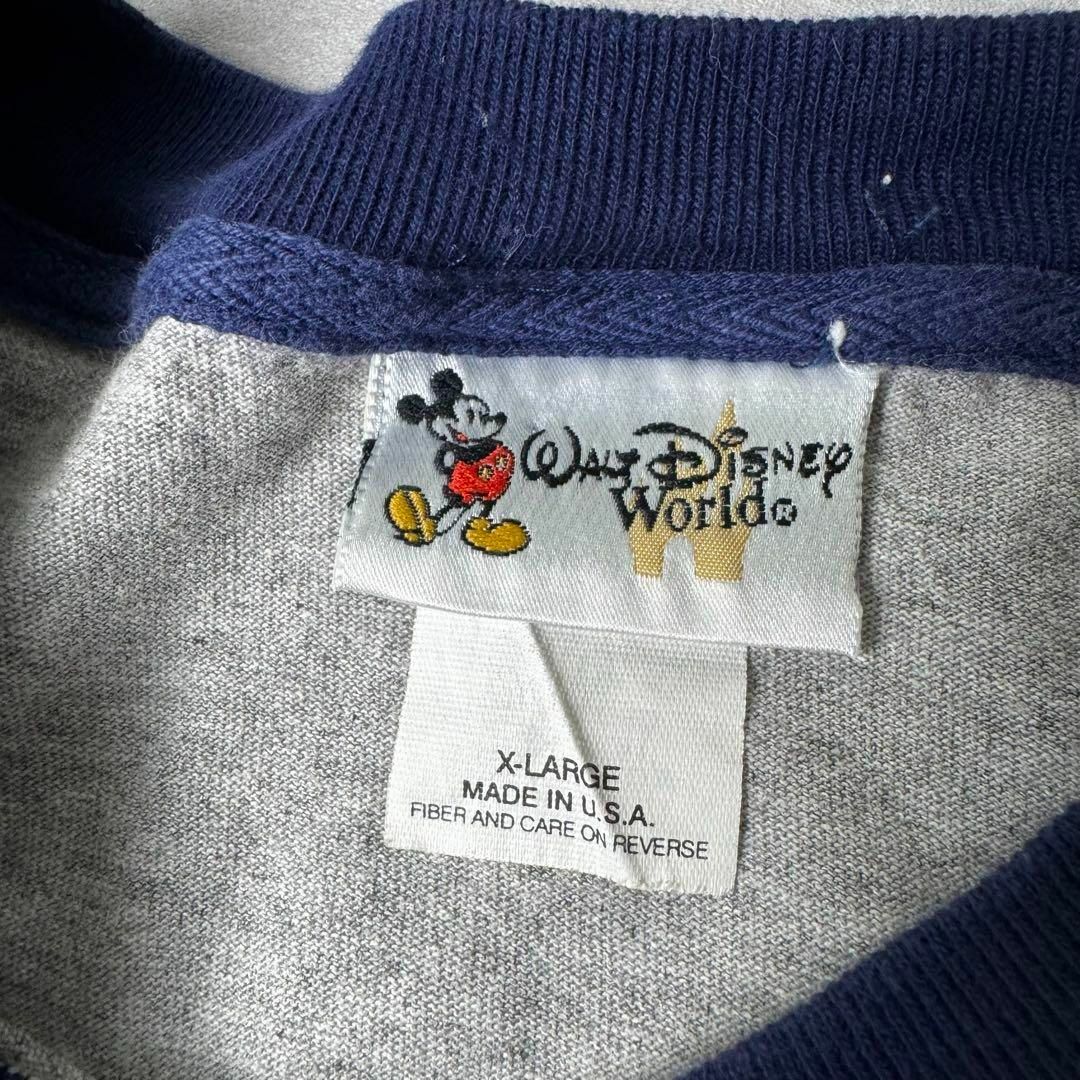 WALT DISNEY
World®
X-LARGE
MADE IN U.S.A.
FIBER AND CARE ON REVERSE